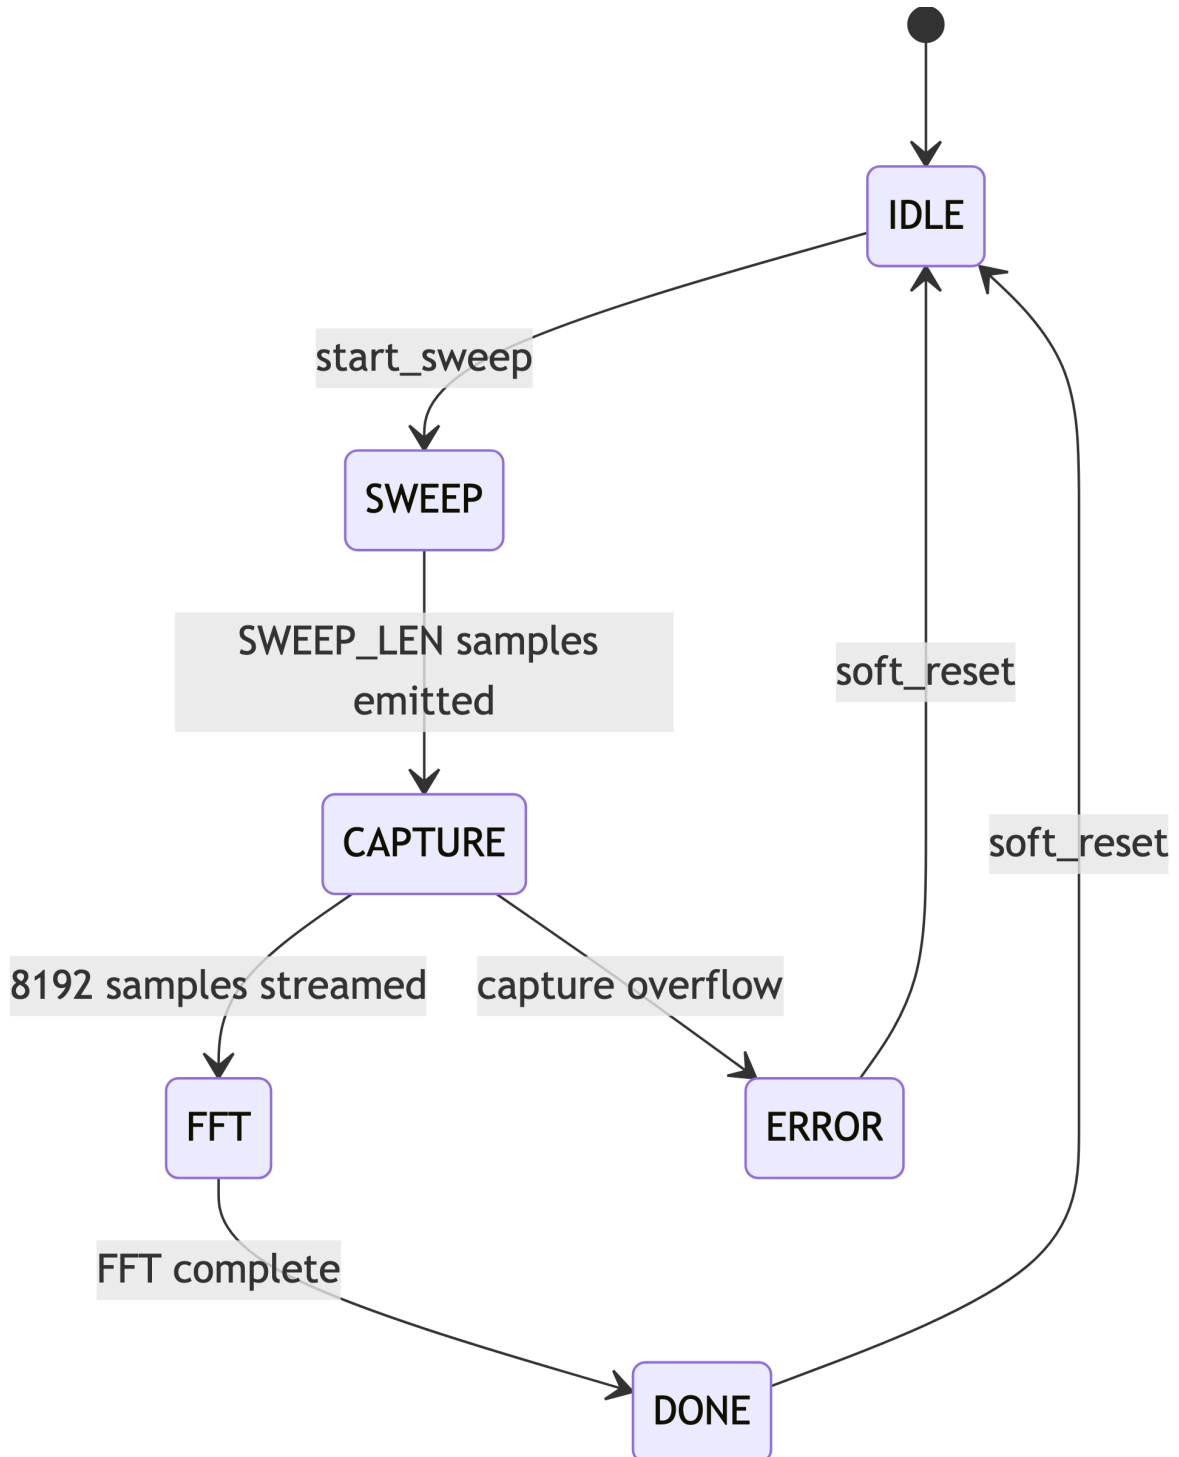 IDLE
start_sweep
SWEEP
SWEEP_LEN samples
emitted
soft_reset
CAPTURE
soft_reset
8192 samples streamed
capture overflow
FFT
ERROR
FFT complete
DONE